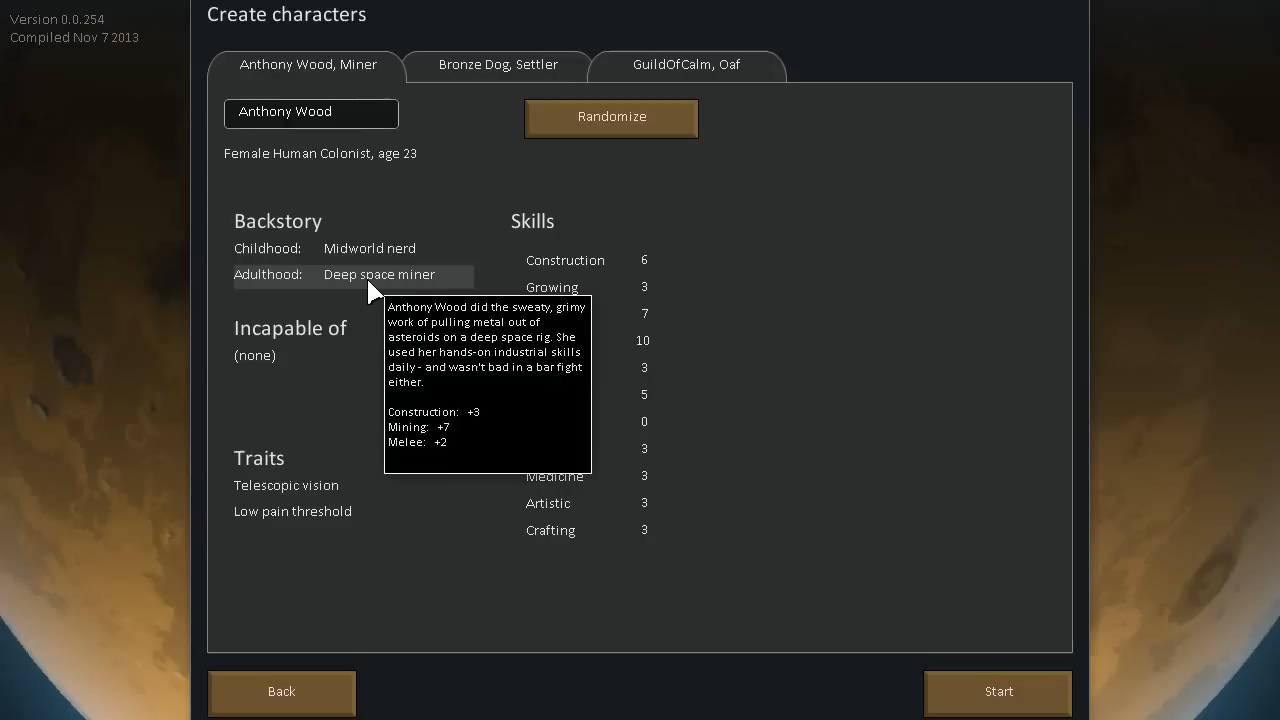 Version 0.0.254
Compiled Nov 7 2013
Create characters
Anthony Wood, Miner
Bronze Dog, Settler
GuildOfCalm, Oaf
Anthony Wood
Randomize
Female Human Colonist, age 23
Backstory
Childhood: Midworld nerd
Adulthood: Deep space miner
Incapable of
(none)
Traits
Telescopic vision
Low pain threshold
Anthony Wood did the sweaty, grimy
work of pulling metal out of
asteroids on a deep space rig. She
used her hands-on industrial skills
daily - and wasn't bad in a bar fight
either.
Construction: +3
Mining: +7
Melee: +2
Skills
Construction 6
Growing 3
7
10
3
5
0
3
Medicine 3
Artistic 3
Crafting 3
Back
Start